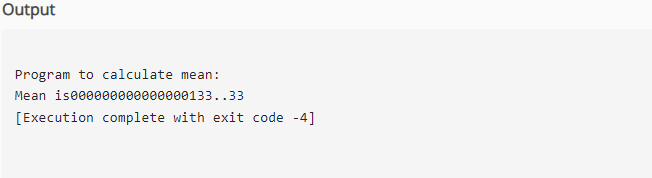 Output
Program to calculate mean:
Mean is000000000000000133..33
[Execution complete with exit code -4]